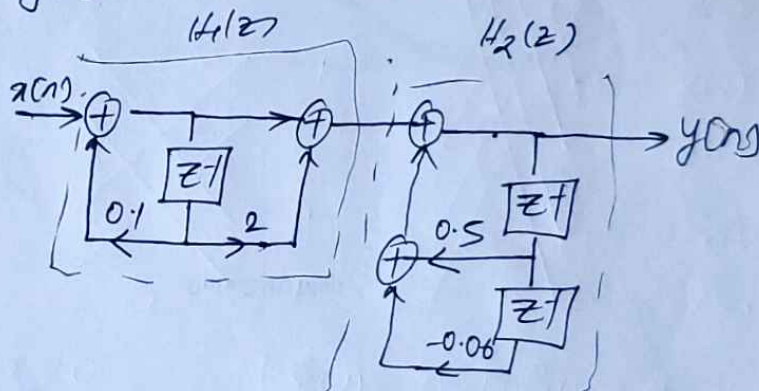 H1(z) H2(z)
x(n) + + + y(n)
z-1 z-1
0.1 2 0.5
+
z-1
-0.06